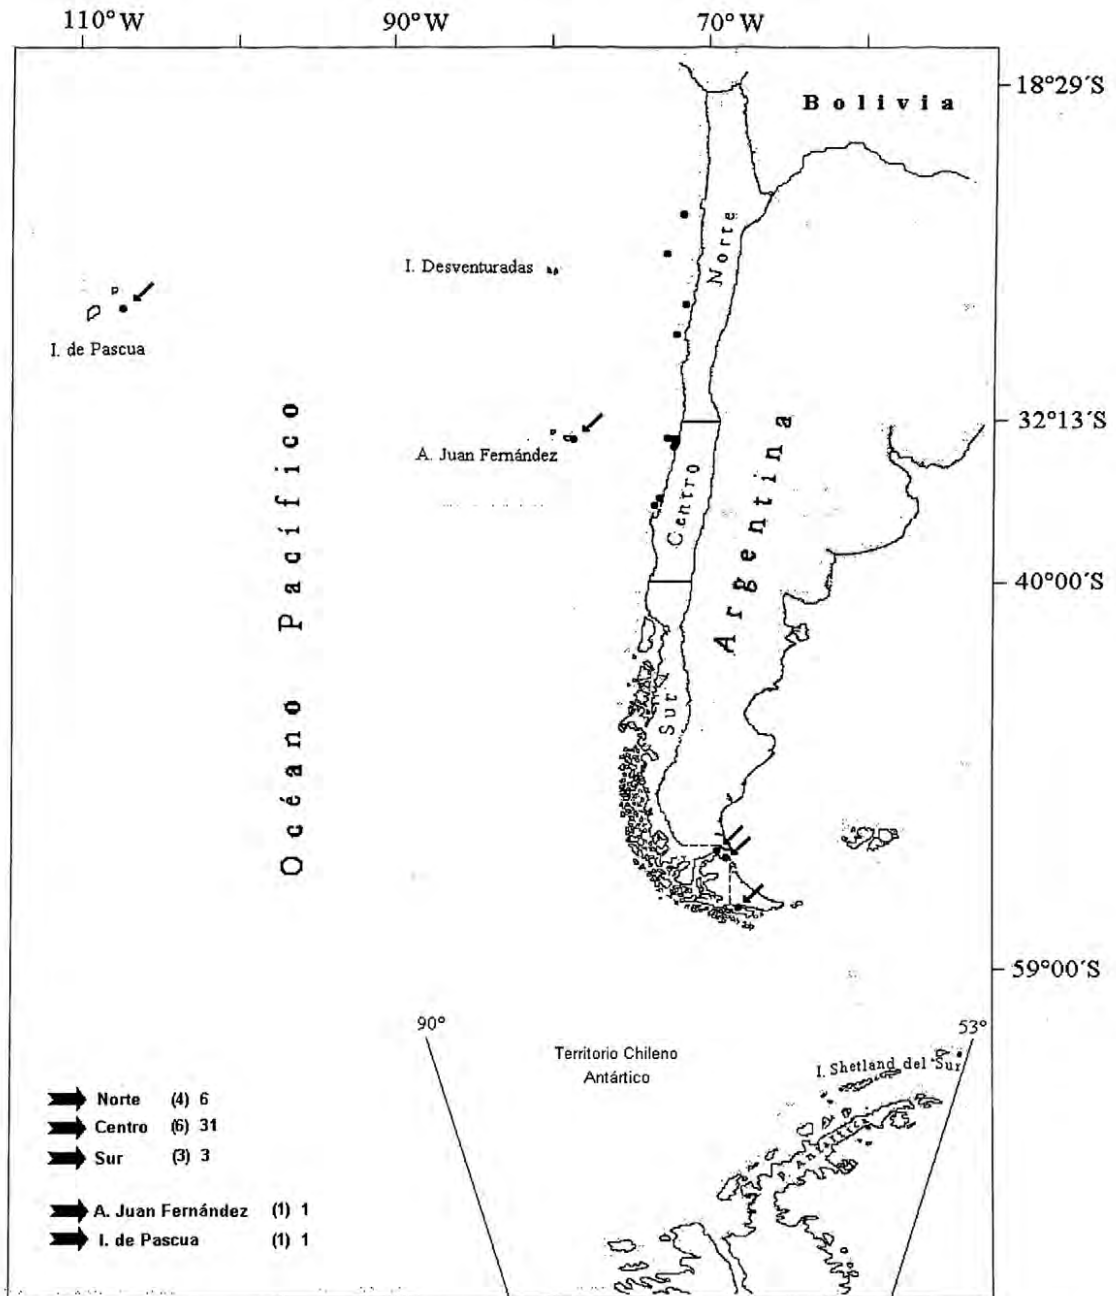 110°W 90°W 70°W
18°29´S
Bolivia
Norte
I. Desventuradas
I. de Pascua
32°13´S
A. Juan Fernández
Centro
Argentina
Océano Pacífico
40°00´S
Sur
59°00´S
90°
53°
Territorio Chileno
Antártico
I. Shetland del Sur
Antártica
Norte (4) 6
Centro (6) 31
Sur (3) 3
A. Juan Fernández (1) 1
I. de Pascua (1) 1